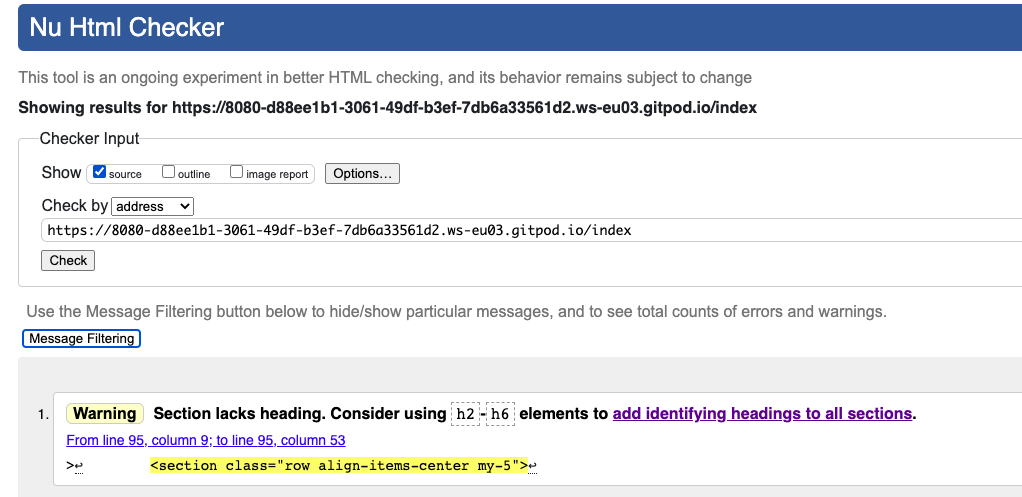 Nu Html Checker
This tool is an ongoing experiment in better HTML checking, and its behavior remains subject to change
Showing results for https://8080-d88ee1b1-3061-49df-b3ef-7db6a33561d2.ws-eu03.gitpod.io/index
Checker Input
Show source outline image report Options...
Check by address
https://8080-d88ee1b1-3061-49df-b3ef-7db6a33561d2.ws-eu03.gitpod.io/index
Check
Use the Message Filtering button below to hide/show particular messages, and to see total counts of errors and warnings.
Message Filtering
1. Warning Section lacks heading. Consider using h2-h6 elements to add identifying headings to all sections.
From line 95, column 9; to line 95, column 53
>↩ <section class="row align-items-center my-5">↩